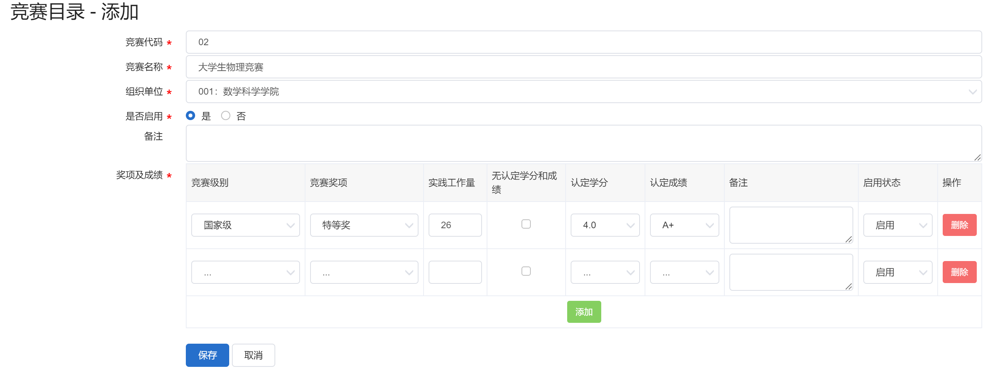 竞赛目录 - 添加
竞赛代码 *
02
竞赛名称 *
大学生物理竞赛
组织单位 *
001：数学科学学院
是否启用 *
是 否
备注
奖项及成绩 *
竞赛级别 竞赛奖项 实践工作量 无认定学分和成
绩 认定学分 认定成绩 备注 启用状态 操作
国家级 特等奖 26 4.0 A+ 启用 删除
... ... ... ... 启用 删除
添加
保存 取消